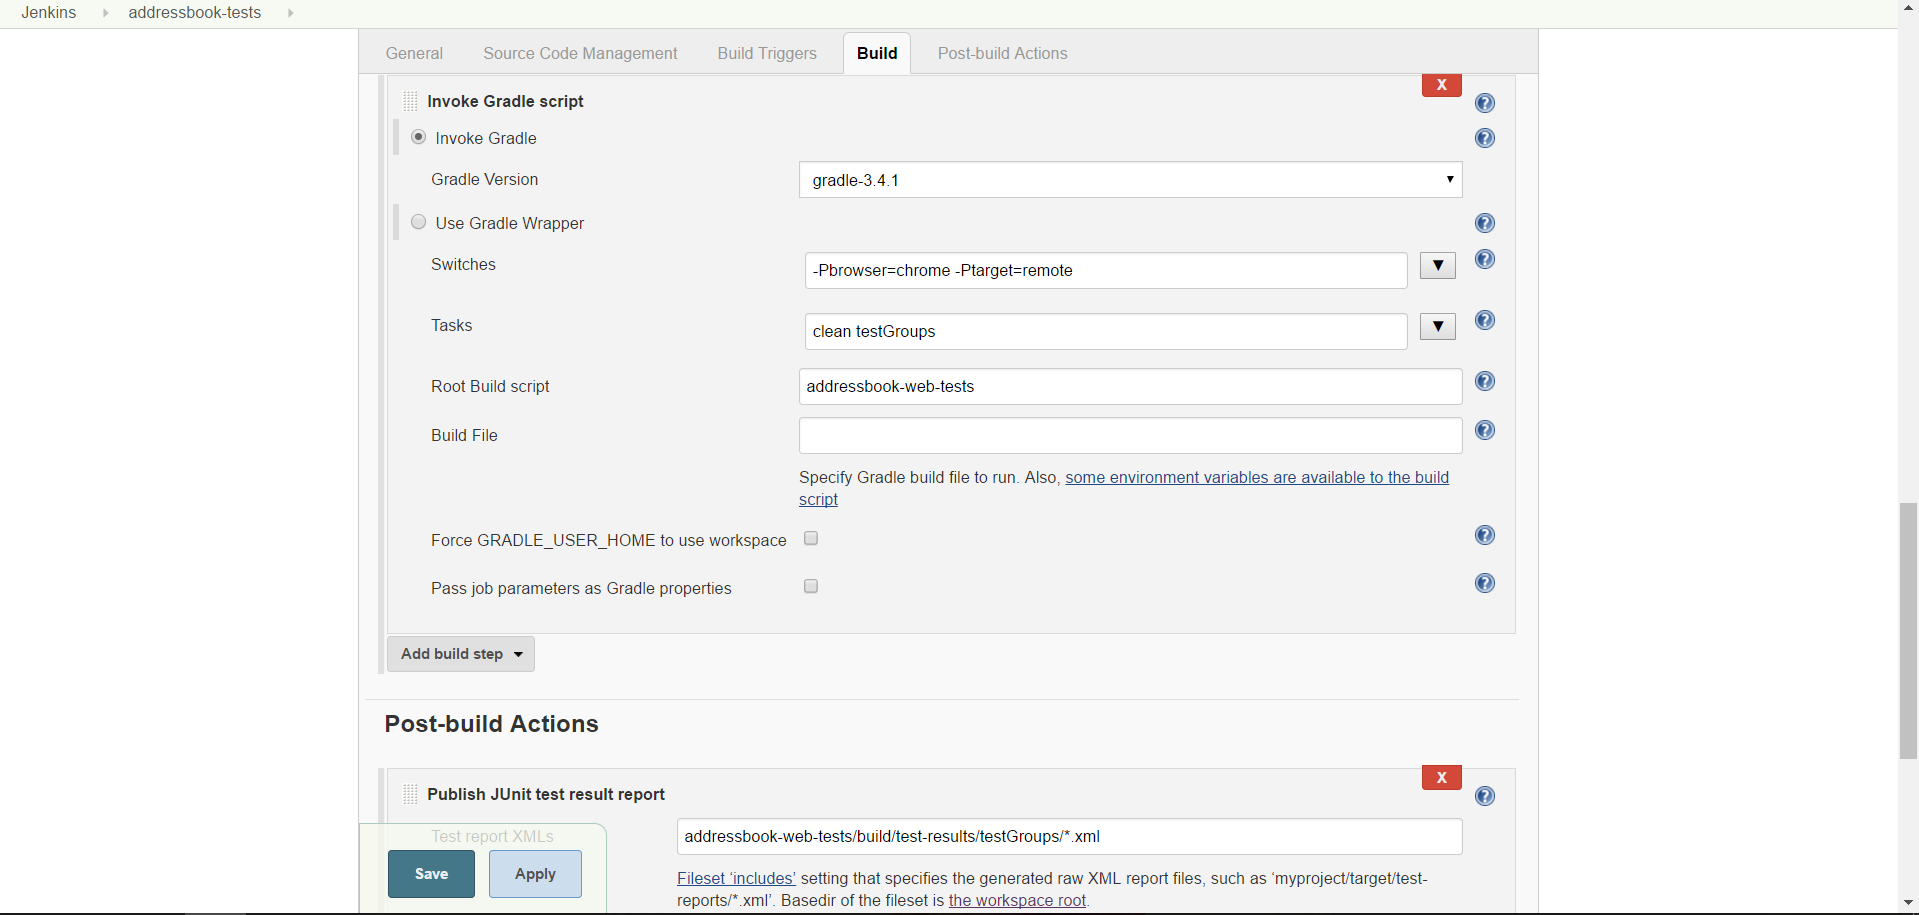 Jenkins addressbook-tests
General Source Code Management Build Triggers Build Post-build Actions
X
Invoke Gradle script
Invoke Gradle
Gradle Version gradle-3.4.1
Use Gradle Wrapper
Switches -Pbrowser=chrome -Ptarget=remote
Tasks clean testGroups
Root Build script addressbook-web-tests
Build File
Specify Gradle build file to run. Also, some environment variables are available to the build
script
Force GRADLE_USER_HOME to use workspace
Pass job parameters as Gradle properties
Add build step
Post-build Actions
X
Publish JUnit test result report
Test report XMLs addressbook-web-tests/build/test-results/testGroups/*.xml
Save Apply
Fileset ‘includes’ setting that specifies the generated raw XML report files, such as ‘myproject/target/test-
reports/*.xml’. Basedir of the fileset is the workspace root.